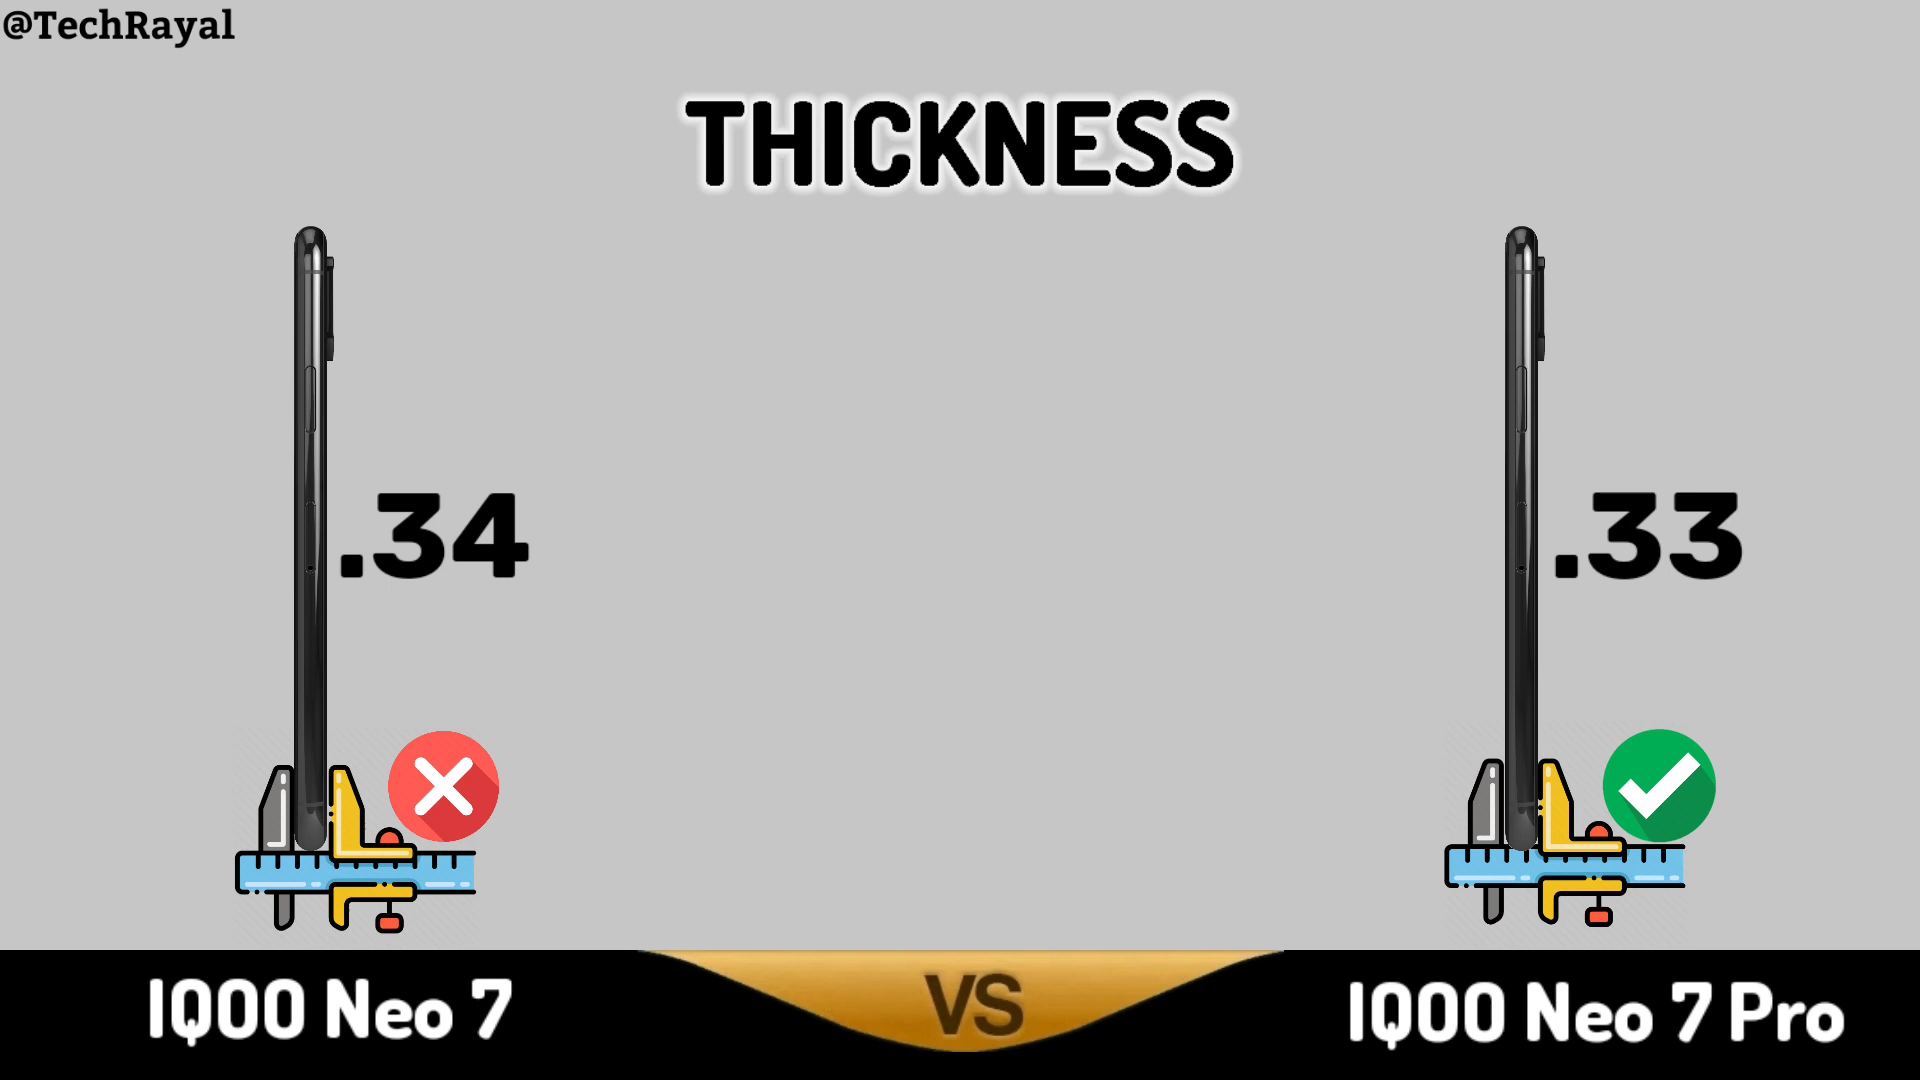 @TechRayal
THICKNESS
.34
.33
IQOO Neo 7
VS
IQOO Neo 7 Pro